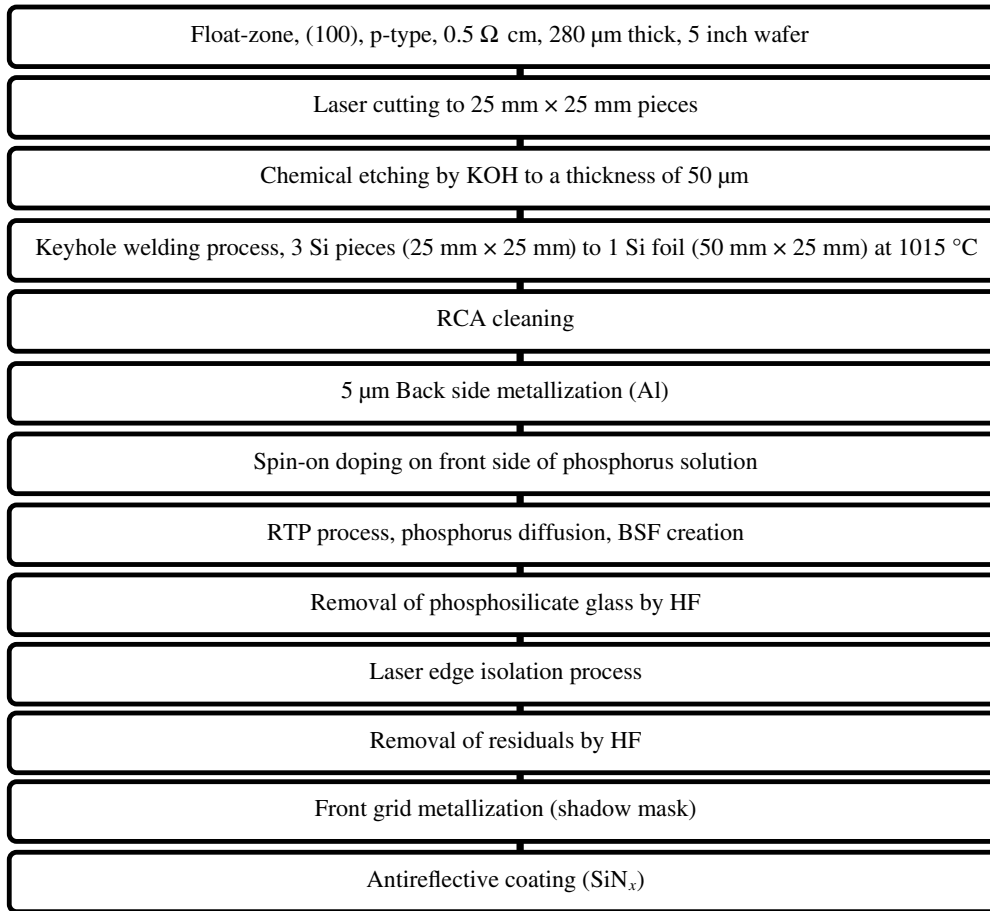 Float-zone, (100), p-type, 0.5 Ω cm, 280 μm thick, 5 inch wafer
Laser cutting to 25 mm × 25 mm pieces
Chemical etching by KOH to a thickness of 50 μm
Keyhole welding process, 3 Si pieces (25 mm × 25 mm) to 1 Si foil (50 mm × 25 mm) at 1015 °C
RCA cleaning
5 μm Back side metallization (Al)
Spin-on doping on front side of phosphorus solution
RTP process, phosphorus diffusion, BSF creation
Removal of phosphosilicate glass by HF
Laser edge isolation process
Removal of residuals by HF
Front grid metallization (shadow mask)
Antireflective coating (SiNₓ)